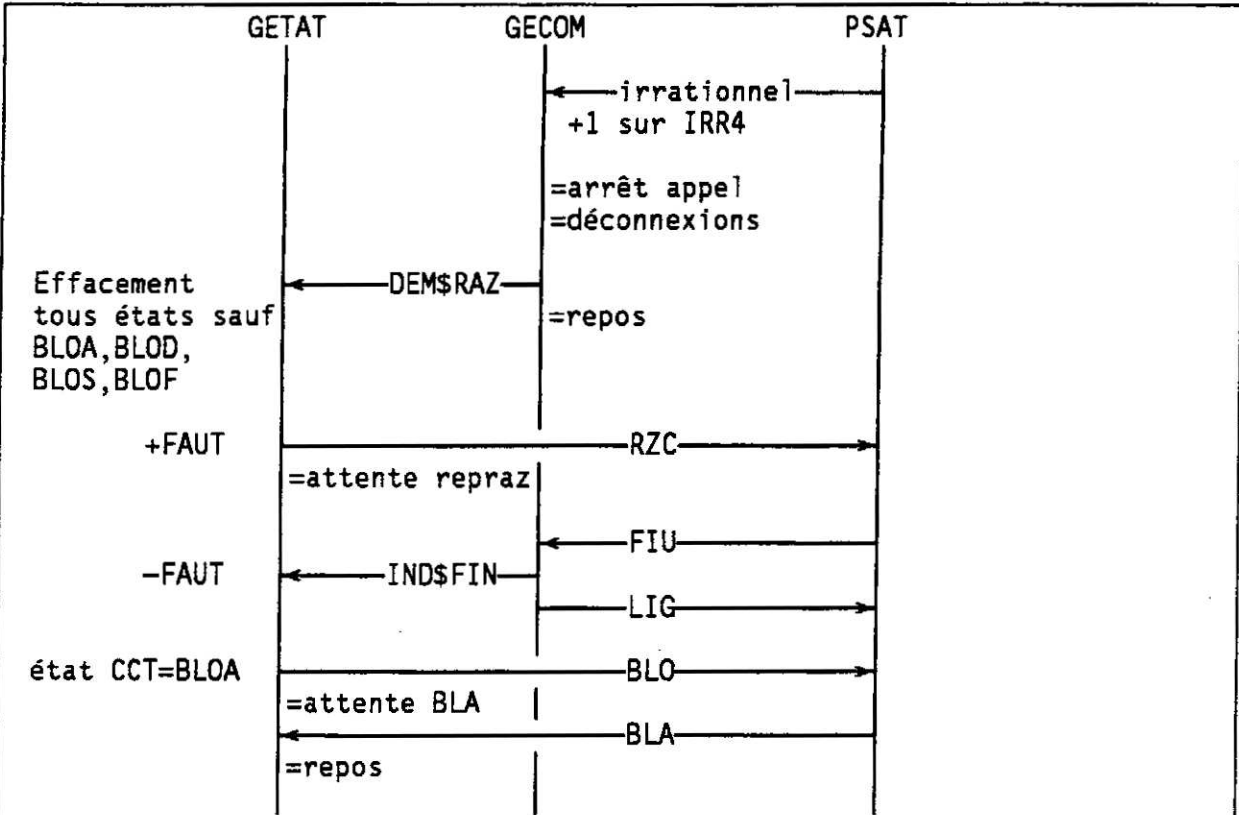 GETAT GECOM PSAT
irrationnel
+1 sur IRR4
=arrêt appel
=déconnexions
Effacement DEM$RAZ
tous états sauf =repos
BLOA,BLOD,
BLOS,BLOF
+FAUT RZC
=attente repraz
FIU
-FAUT IND$FIN
LIG
état CCT=BLOA BLO
=attente BLA
BLA
=repos